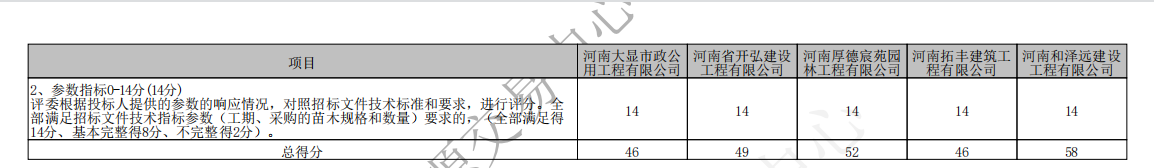 项目
河南大显市政公
用工程有限公司
河南省开弘建设
工程有限公司
河南厚德宸苑园
林工程有限公司
河南拓丰建筑工
程有限公司
河南和泽远建设
工程有限公司
2、参数指标0-14分(14分)
评委根据投标人提供的参数的响应情况，对照招标文件技术标准和要求，进行评分。全
部满足招标文件技术指标参数（工期、采购的苗木规格和数量）要求的，（全部满足得
14分、基本完整得8分、不完整得2分）。
14
14
14
14
14
总得分
46
49
52
46
58
源交易中心
中心